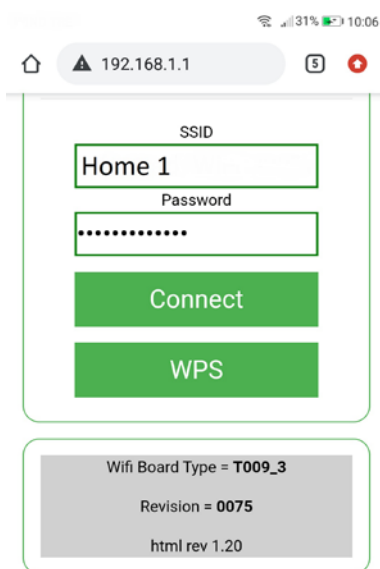 31% 10:06
192.168.1.1 5
SSID
Home 1
Password
•••••••••••••
Connect
WPS
Wifi Board Type = T009_3
Revision = 0075
html rev 1.20